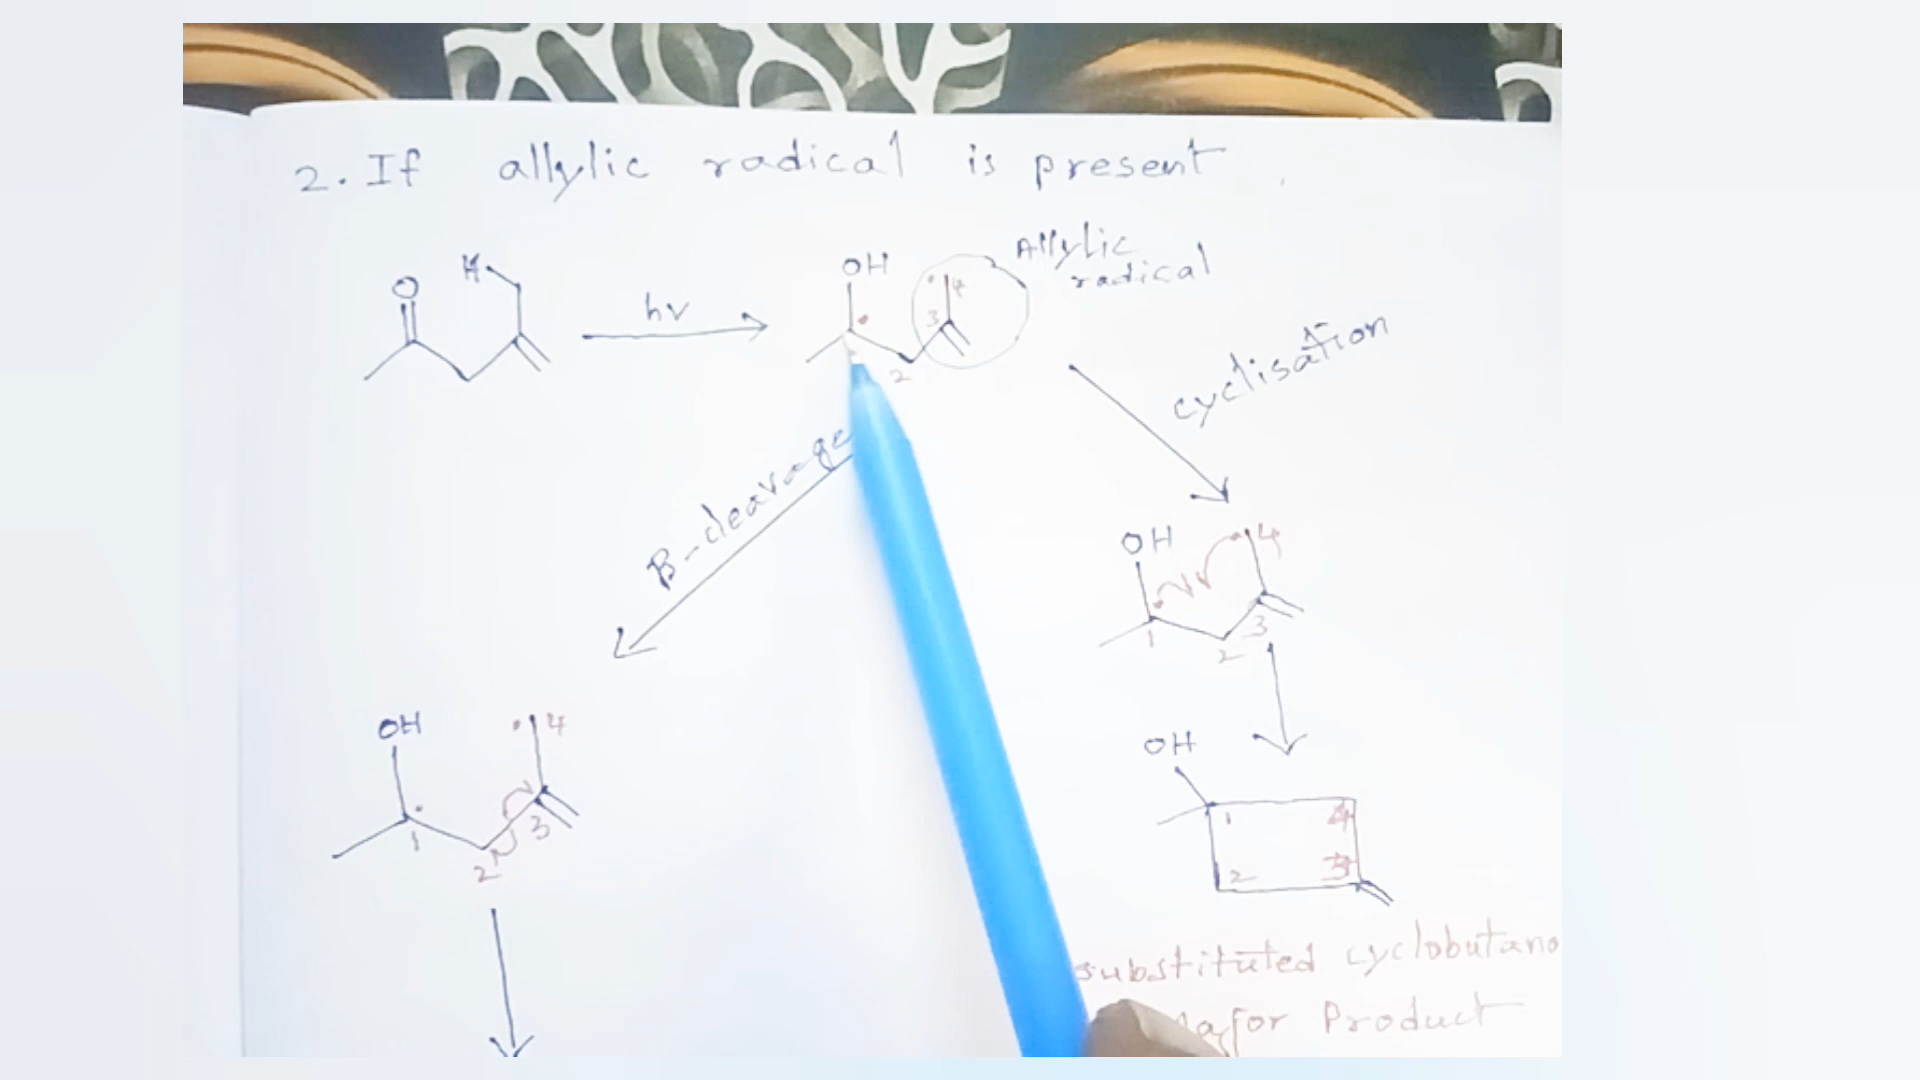 2. If allylic radical is present
O
H
hν
OH
4
3
2
Allylic
radical
cyclisation
B-cleavage
OH
4
1
2
3
OH
4
1
2
3
OH
1
4
2
3
substituted cyclobutano
Product